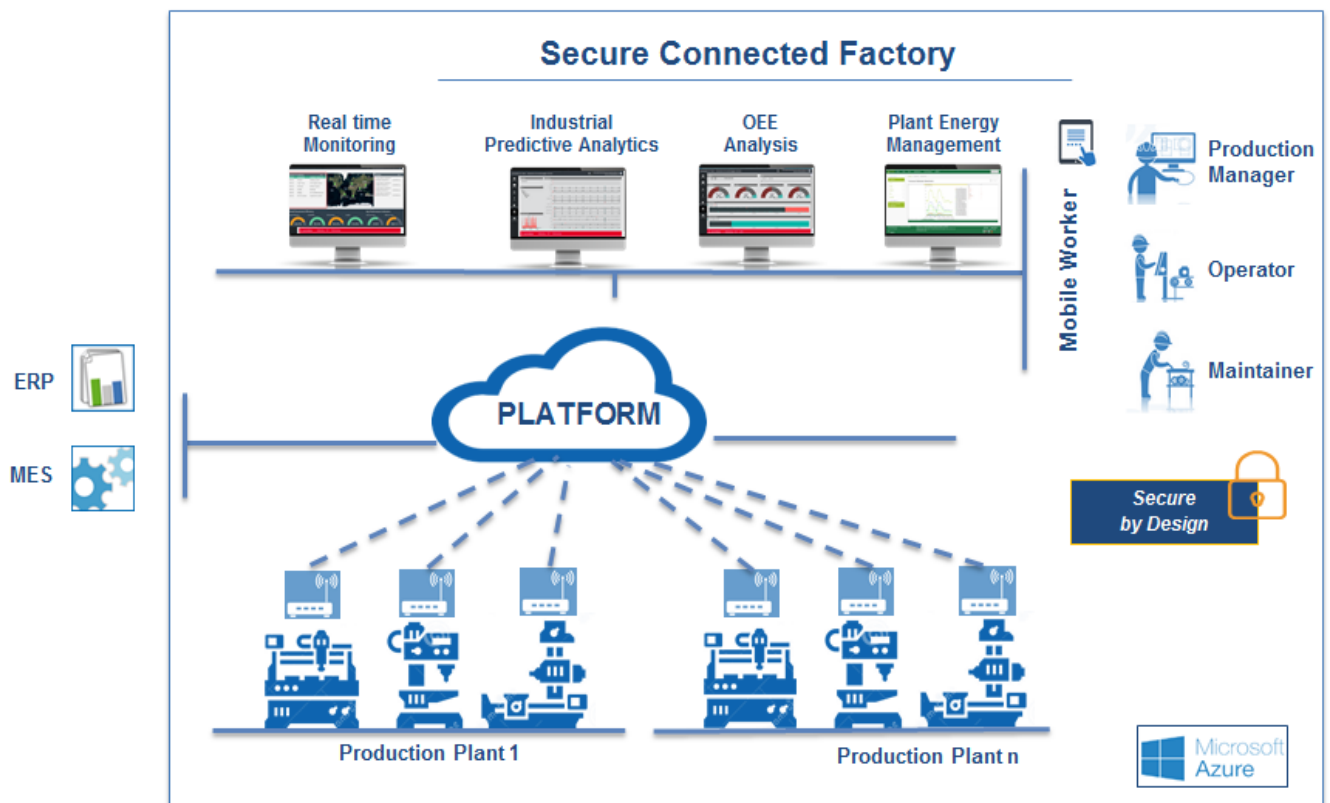 Secure Connected Factory
Real time
Monitoring
Industrial
Predictive Analytics
OEE
Analysis
Plant Energy
Management
Mobile Worker
Production
Manager
Operator
Maintainer
ERP
MES
PLATFORM
Secure
by Design
Production Plant 1
Production Plant n
Microsoft
Azure